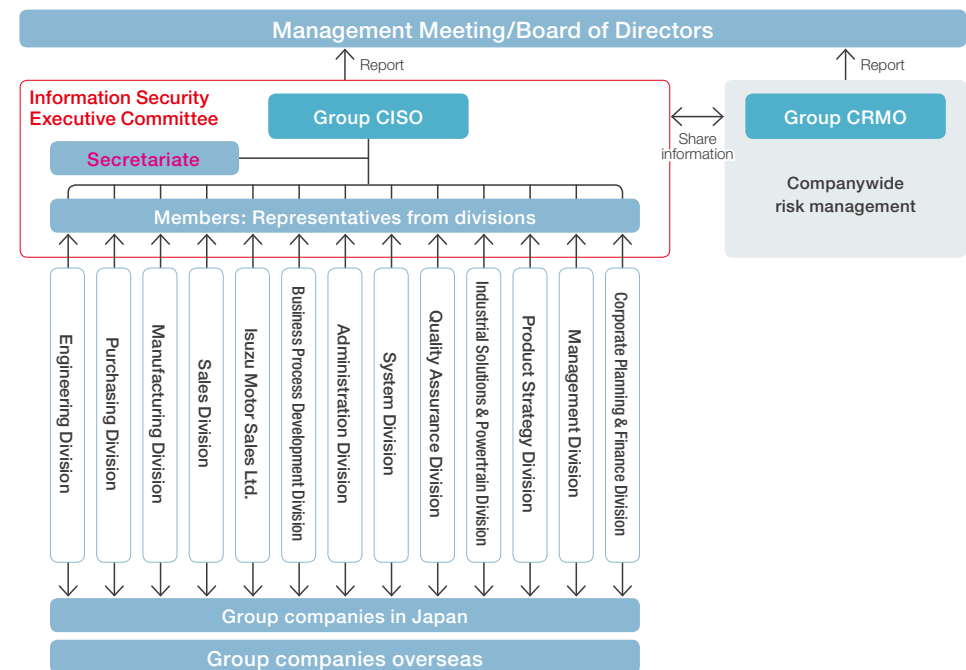 Management Meeting/Board of Directors
Report
Report
Information Security
Executive Committee
Group CISO
Group CRMO
Share
information
Secretariate
Companywide
risk management
Members: Representatives from divisions
Engineering Division
Purchasing Division
Manufacturing Division
Sales Division
Isuzu Motor Sales Ltd.
Business Process Development Division
Administration Division
System Division
Quality Assurance Division
Industrial Solutions & Powertrain Division
Product Strategy Division
Management Division
Corporate Planning & Finance Division
Group companies in Japan
Group companies overseas